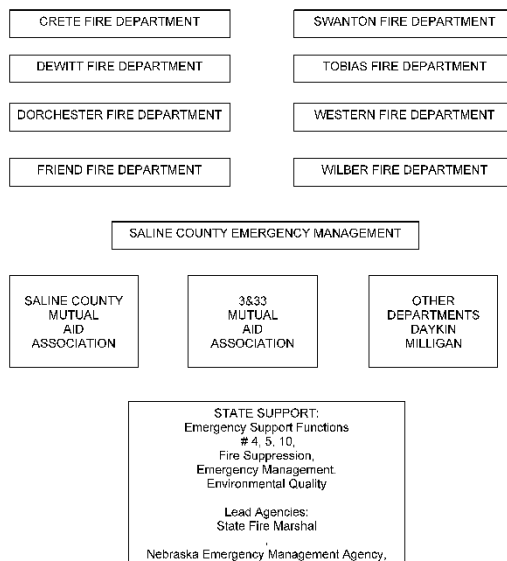 CRETE FIRE DEPARTMENT
SWANTON FIRE DEPARTMENT
DEWITT FIRE DEPARTMENT
TOBIAS FIRE DEPARTMENT
DORCHESTER FIRE DEPARTMENT
WESTERN FIRE DEPARTMENT
FRIEND FIRE DEPARTMENT
WILBER FIRE DEPARTMENT
SALINE COUNTY EMERGENCY MANAGEMENT
SALINE COUNTY
MUTUAL
AID
ASSOCIATION
3&33
MUTUAL
AID
ASSOCIATION
OTHER
DEPARTMENTS
DAYKIN
MILLIGAN
STATE SUPPORT:
Emergency Support Functions
# 4, 5, 10,
Fire Suppression,
Emergency Management.
Environmental Quality
Lead Agencies:
State Fire Marshal
,
Nebraska Emergency Management Agency,